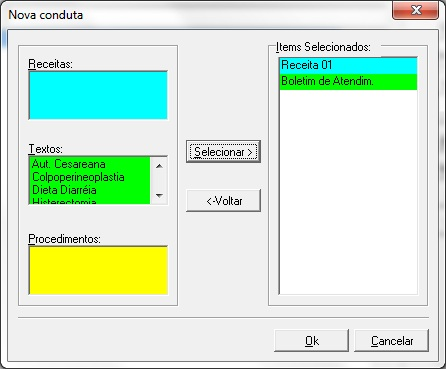 Nova conduta
Receitas:
Textos:
Aut. Cesareana
Colpoperineoplastia
Dieta Diarréia
Histerectomia
Procedimentos:
Selecionar >
<-Voltar
Items Selecionados:
Receita 01
Boletim de Atendim.
Ok
Cancelar